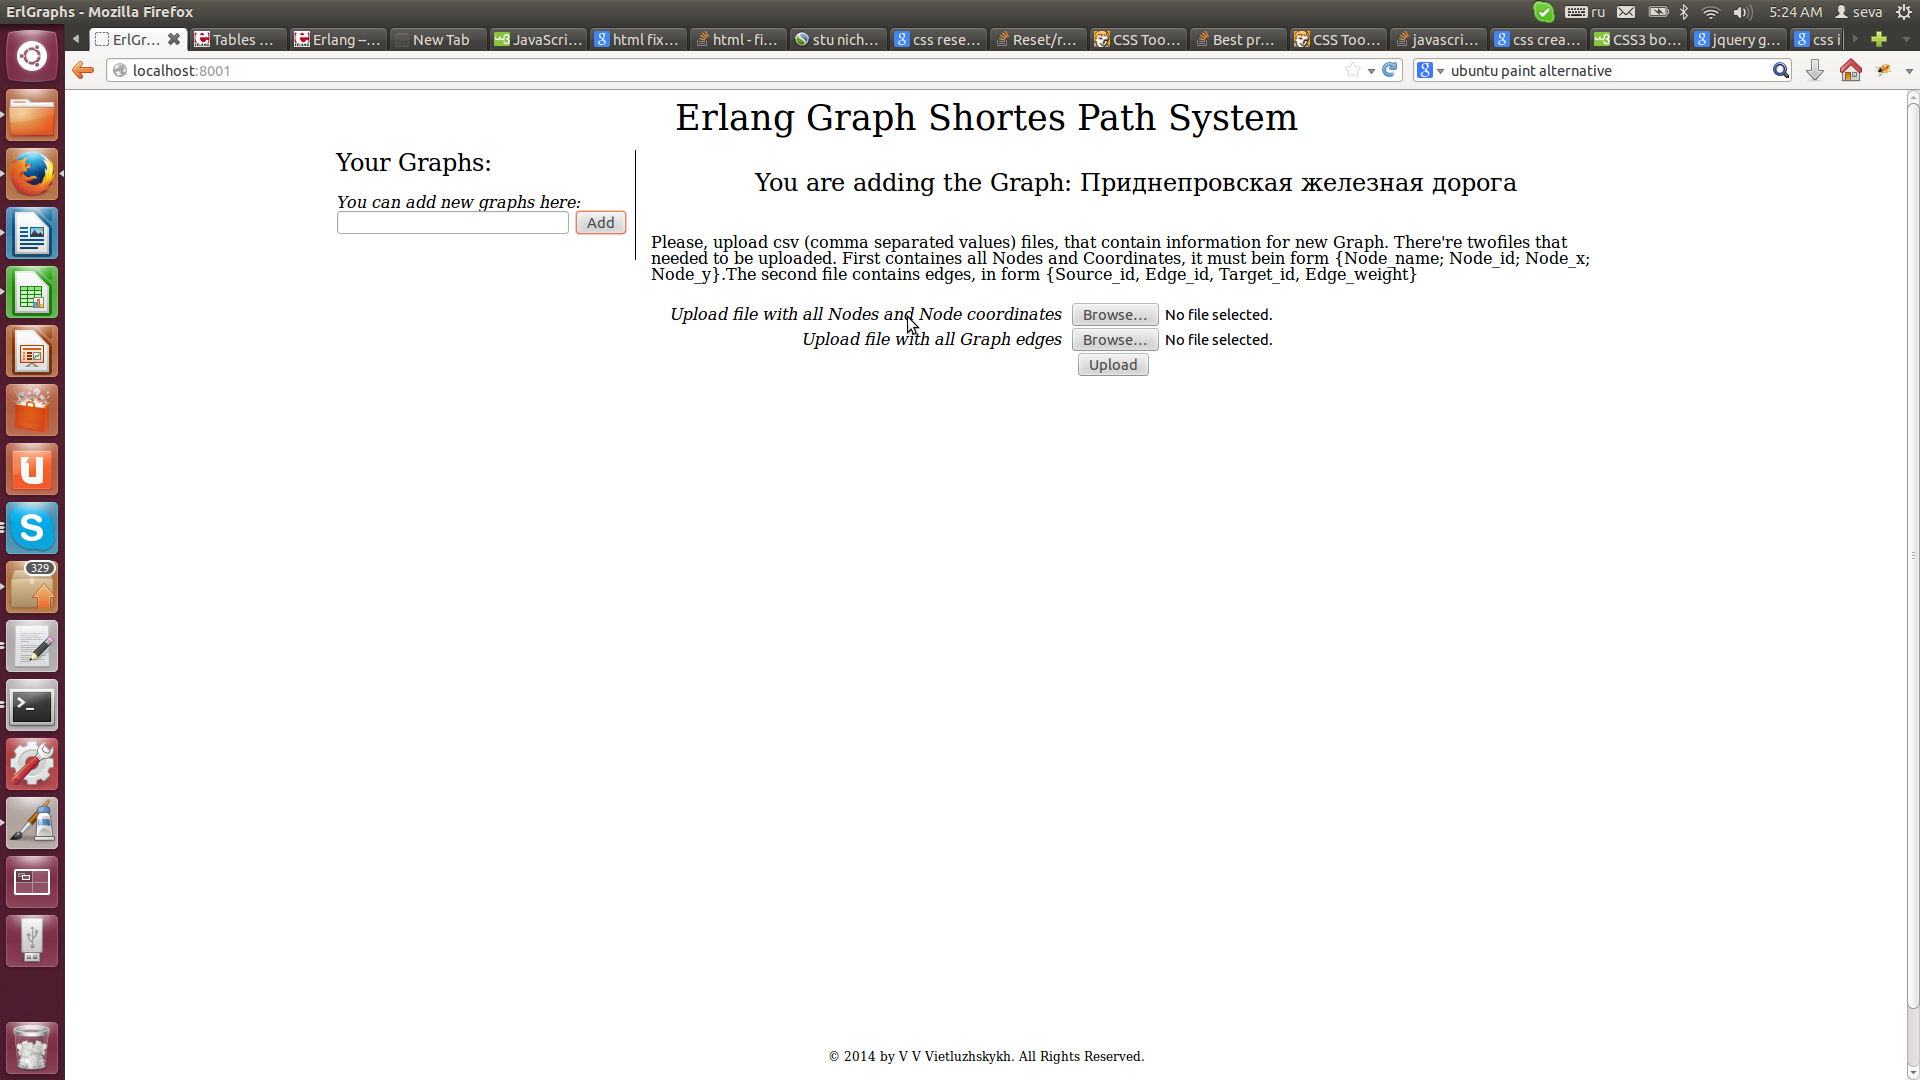 ErlGraphs - Mozilla Firefox
ru
5:24 AM
seva
ErlGr...
Tables ...
Erlang –...
New Tab
JavaScri...
html fix...
html - fi...
stu nich...
css rese...
Reset/r...
CSS Too...
Best pr...
CSS Too...
javascri...
css crea...
CSS3 bo...
jquery g...
css i
localhost:8001
ubuntu paint alternative
Erlang Graph Shortes Path System
Your Graphs:
You can add new graphs here:
Add
You are adding the Graph: Приднепровская железная дорога
Please, upload csv (comma separated values) files, that contain information for new Graph. There're twofiles that
needed to be uploaded. First containes all Nodes and Coordinates, it must bein form {Node_name; Node_id; Node_x;
Node_y}.The second file contains edges, in form {Source_id, Edge_id, Target_id, Edge_weight}
Upload file with all Nodes and Node coordinates Browse... No file selected.
Upload file with all Graph edges Browse... No file selected.
Upload
329
© 2014 by V V Vietluzhskykh. All Rights Reserved.